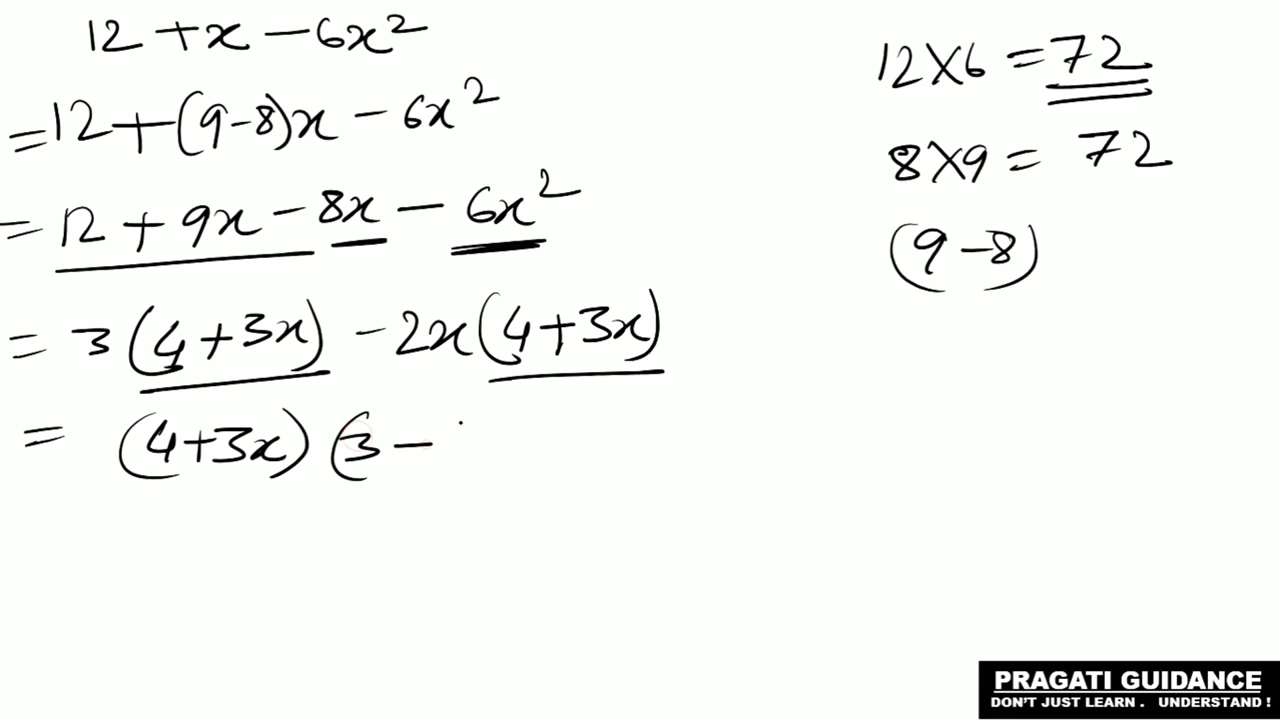 12 + x - 6x²
= 12 + (9-8)x - 6x²
= 12 + 9x - 8x - 6x²
= 3(4+3x) - 2x(4+3x)
= (4+3x)(3 -
12×6 = 72
8×9 = 72
(9-8)
PRAGATI GUIDANCE
DON'T JUST LEARN . UNDERSTAND !